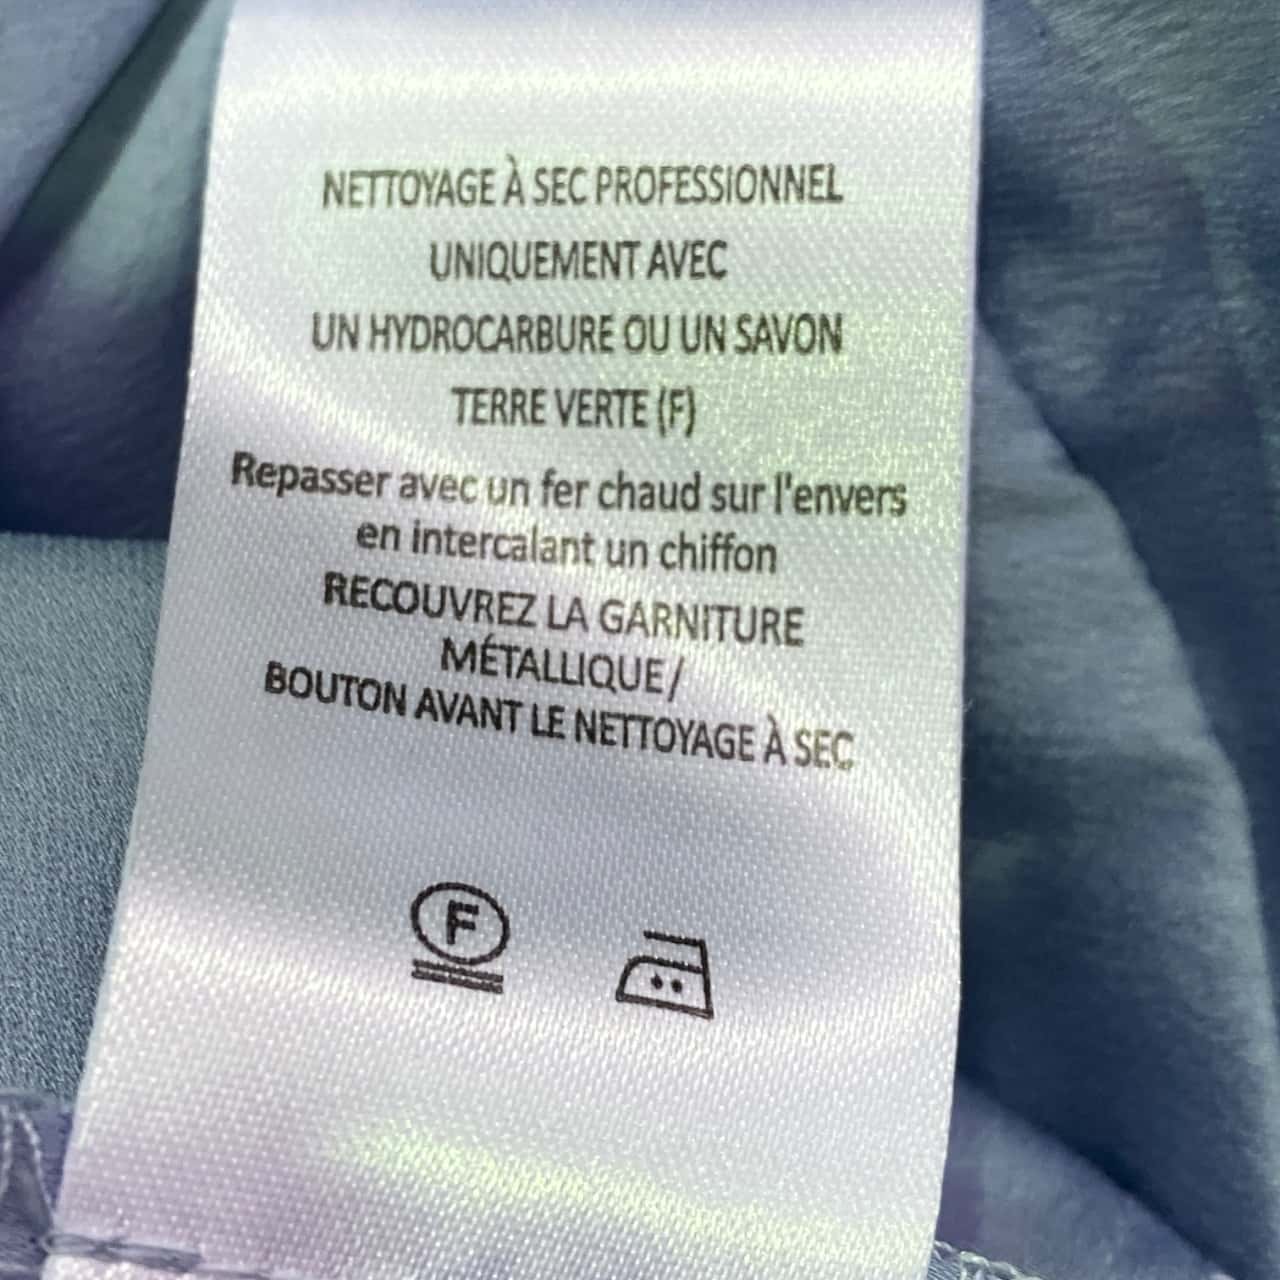 NETTOYAGE À SEC PROFESSIONNEL
UNIQUEMENT AVEC
UN HYDROCARBURE OU UN SAVON
TERRE VERTE (F)
Repasser avec un fer chaud sur l'envers
en intercalant un chiffon
RECOUVREZ LA GARNITURE
MÉTALLIQUE/
BOUTON AVANT LE NETTOYAGE À SEC
F